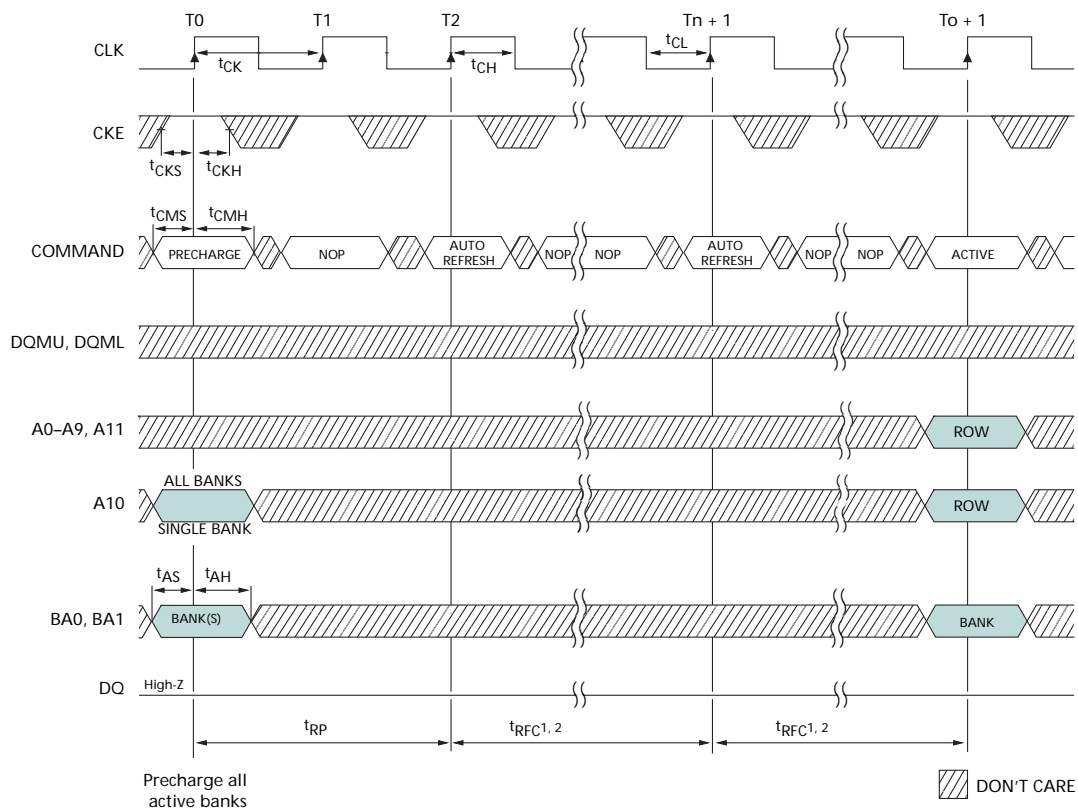 T0 T1 T2 Tn + 1 To + 1
CLK
tCK tCH tCL
CKE
tCKS tCKH
tCMS tCMH
COMMAND PRECHARGE NOP AUTO REFRESH NOP NOP AUTO REFRESH NOP NOP ACTIVE
DQMU, DQML
A0–A9, A11 ROW
ALL BANKS
A10 ROW
SINGLE BANK
tAS tAH
BA0, BA1 BANK(S) BANK
DQ High-Z
tRP tRFC1, 2 tRFC1, 2
Precharge all
active banks
DON'T CARE